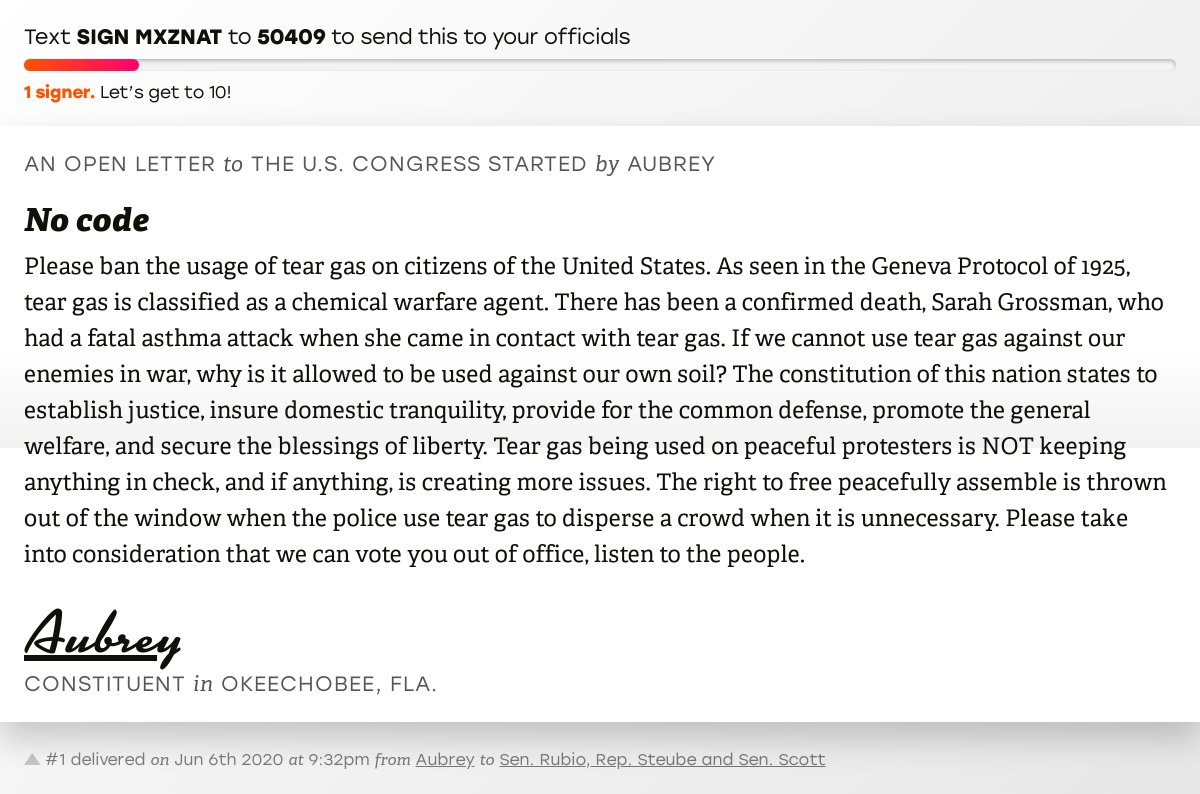 Text SIGN MXZNAT to 50409 to send this to your officials
1 signer. Let’s get to 10!
AN OPEN LETTER to THE U.S. CONGRESS STARTED by AUBREY
No code
Please ban the usage of tear gas on citizens of the United States. As seen in the Geneva Protocol of 1925,
tear gas is classified as a chemical warfare agent. There has been a confirmed death, Sarah Grossman, who
had a fatal asthma attack when she came in contact with tear gas. If we cannot use tear gas against our
enemies in war, why is it allowed to be used against our own soil? The constitution of this nation states to
establish justice, insure domestic tranquility, provide for the common defense, promote the general
welfare, and secure the blessings of liberty. Tear gas being used on peaceful protesters is NOT keeping
anything in check, and if anything, is creating more issues. The right to free peacefully assemble is thrown
out of the window when the police use tear gas to disperse a crowd when it is unnecessary. Please take
into consideration that we can vote you out of office, listen to the people.
Aubrey
CONSTITUENT in OKEECHOBEE, FLA.
#1 delivered on Jun 6th 2020 at 9:32pm from Aubrey to Sen. Rubio, Rep. Steube and Sen. Scott